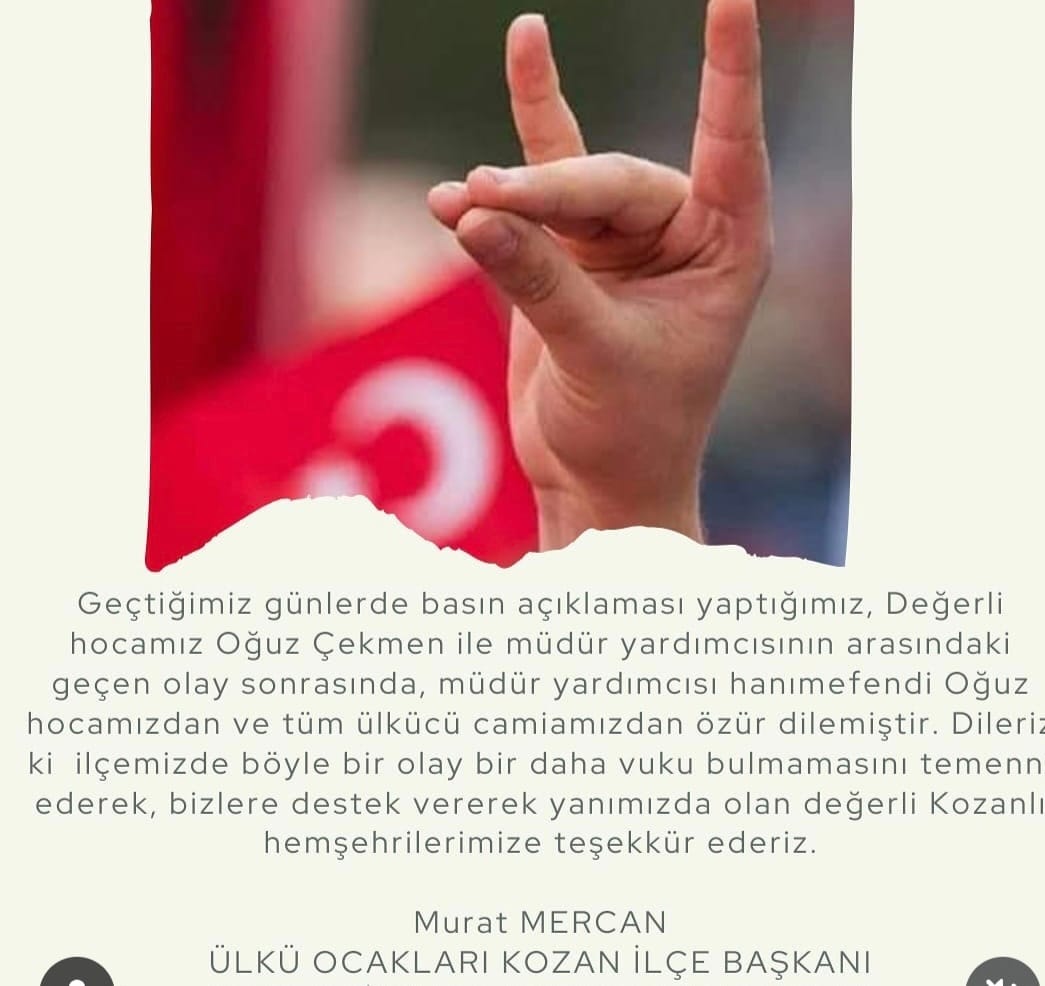 Geçtiğimiz günlerde basın açıklaması yaptığımız, Değerli
hocamız Oğuz Çekmen ile müdür yardımcısının arasındaki
geçen olay sonrasında, müdür yardımcısı hanımefendi Oğuz
hocamızdan ve tüm ülkücü camiamızdan özür dilemiştir. Dileriz
ki ilçemizde böyle bir olay bir daha vuku bulmamasını temenn
ederek, bizlere destek vererek yanımızda olan değerli Kozanlı
hemşehrilerimize teşekkür ederiz.
Murat MERCAN
ÜLKÜ OCAKLARI KOZAN İLÇE BAŞKANI